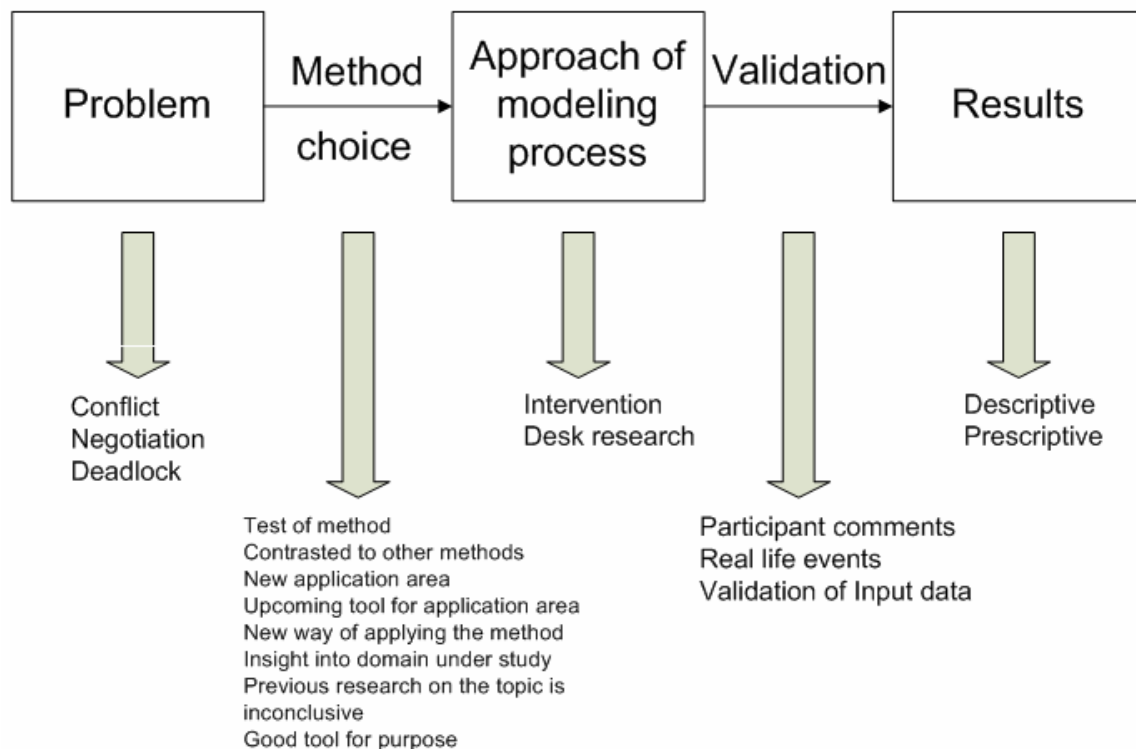 Problem
Method
choice
Approach of
modeling
process
Validation
Results
Conflict
Negotiation
Deadlock
Test of method
Contrasted to other methods
New application area
Upcoming tool for application area
New way of applying the method
Insight into domain under study
Previous research on the topic is
inconclusive
Good tool for purpose
Intervention
Desk research
Participant comments
Real life events
Validation of Input data
Descriptive
Prescriptive